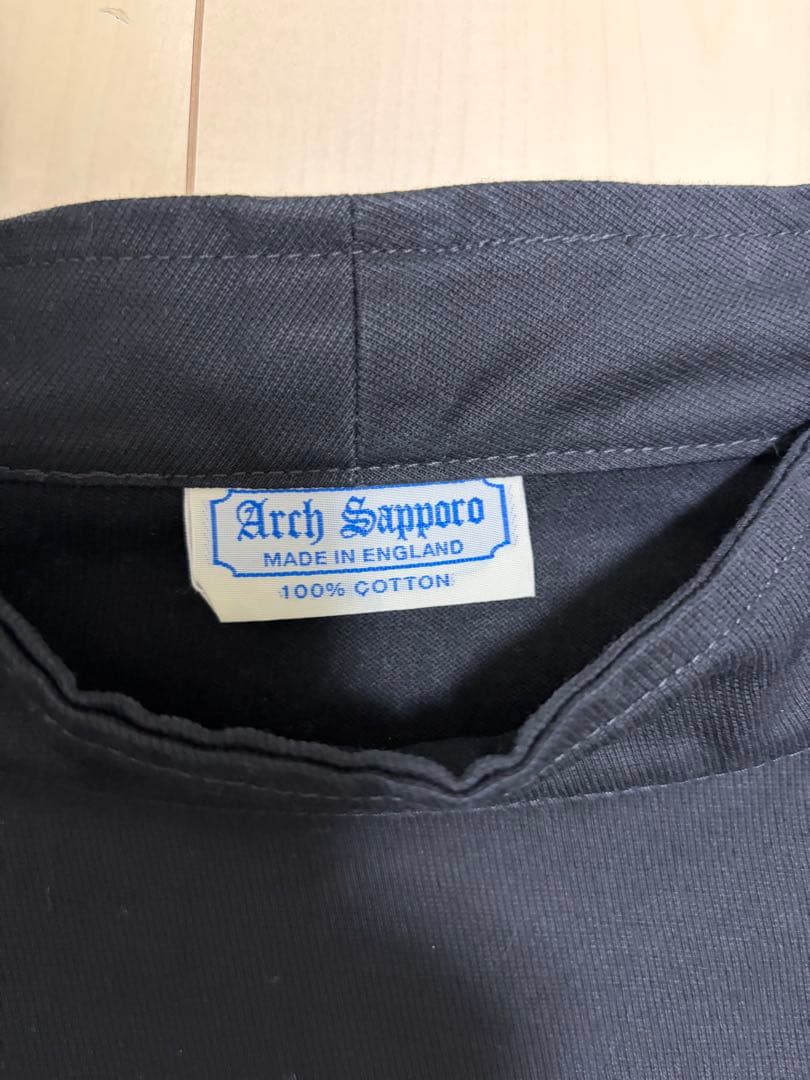 Arch Sapporo
MADE IN ENGLAND
100% COTTON